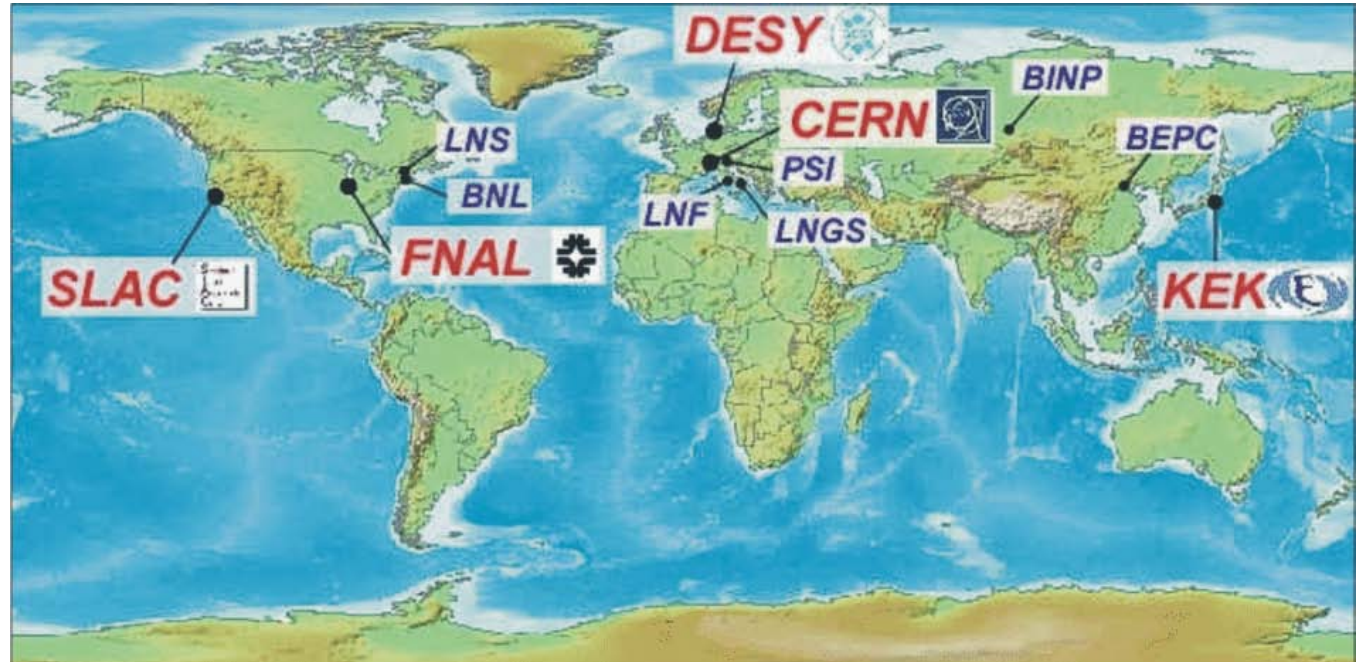 DESY
BINP
CERN
LNS
BEPC
PSI
BNL
LNF
LNGS
FNAL
SLAC
KEK